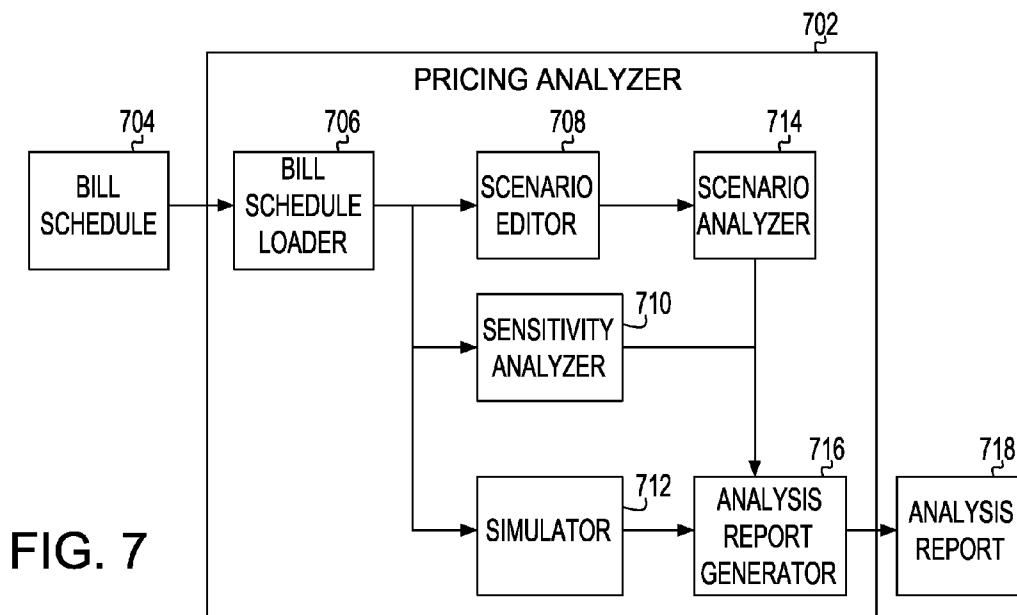 702
PRICING ANALYZER
704
706
708
714
BILL
SCHEDULE
BILL
SCHEDULE
LOADER
SCENARIO
EDITOR
SCENARIO
ANALYZER
710
SENSITIVITY
ANALYZER
712
716
718
SIMULATOR
ANALYSIS
REPORT
GENERATOR
ANALYSIS
REPORT
FIG. 7